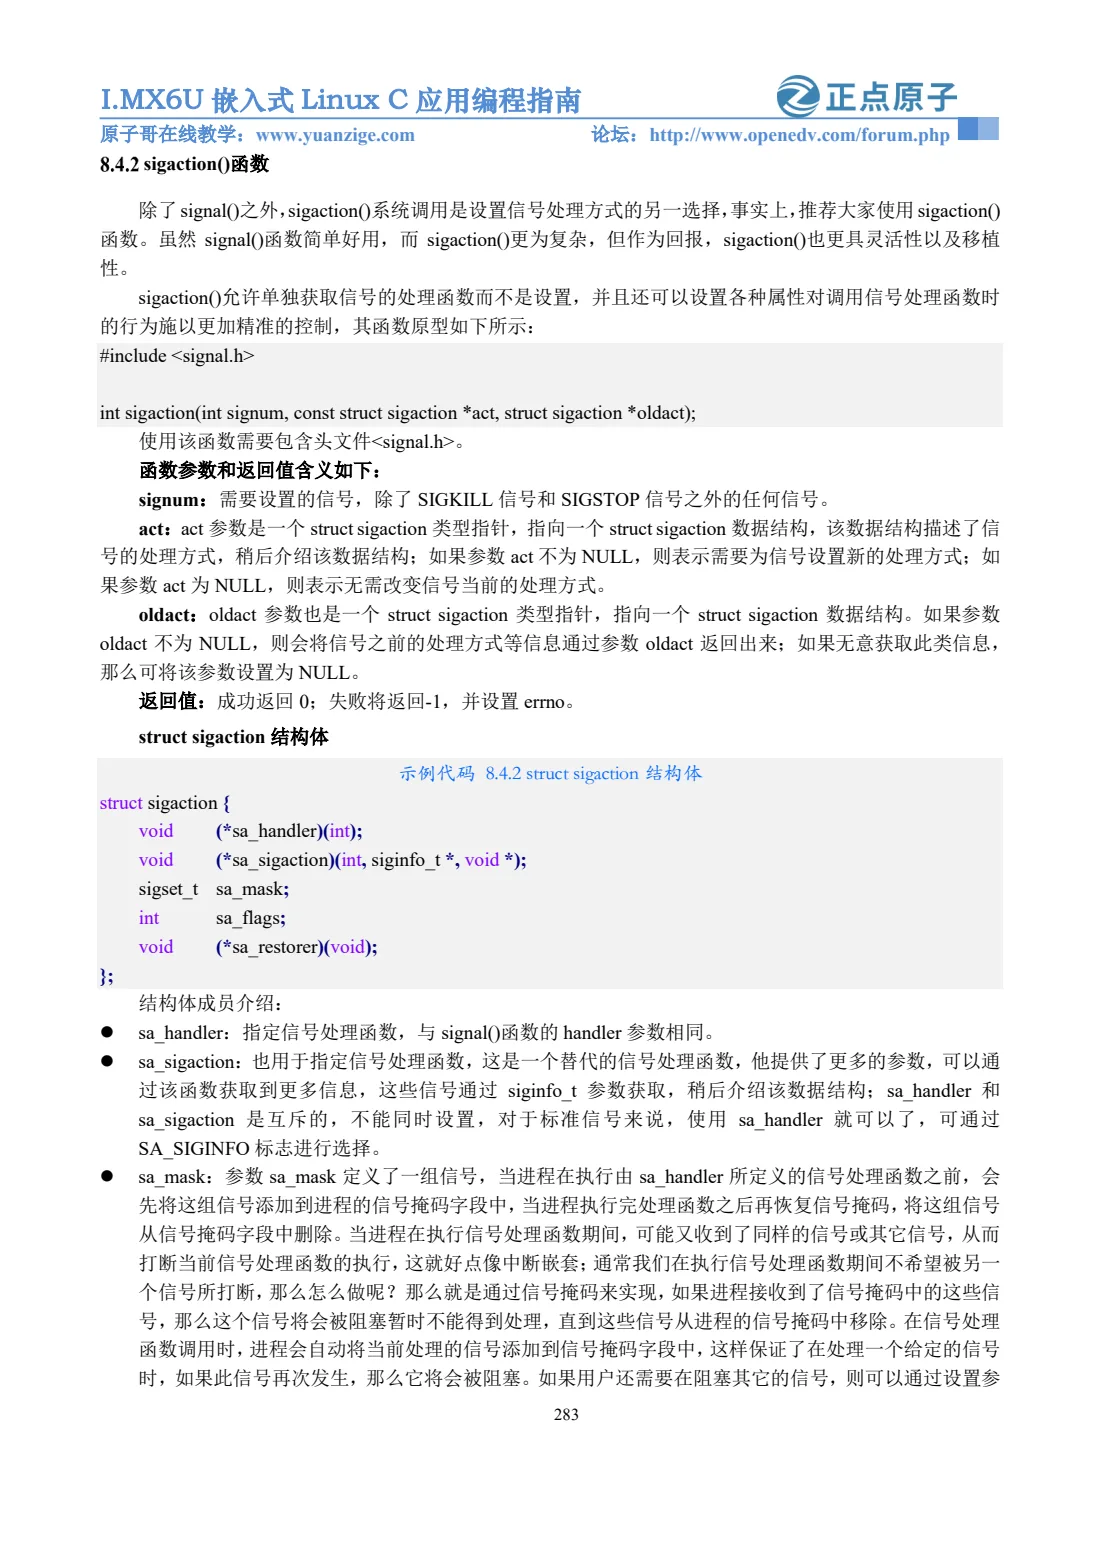 I.MX6U 嵌入式 Linux C 应用编程指南
正点原子
原子哥在线教学：www.yuanzige.com 论坛：http://www.openedv.com/forum.php
8.4.2 sigaction()函数
除了 signal()之外，sigaction()系统调用是设置信号处理方式的另一选择，事实上，推荐大家使用 sigaction()
函数。虽然 signal()函数简单好用，而 sigaction()更为复杂，但作为回报，sigaction()也更具灵活性以及移植
性。
sigaction()允许单独获取信号的处理函数而不是设置，并且还可以设置各种属性对调用信号处理函数时
的行为施以更加精准的控制，其函数原型如下所示：
#include <signal.h>
int sigaction(int signum, const struct sigaction *act, struct sigaction *oldact);
使用该函数需要包含头文件<signal.h>。
函数参数和返回值含义如下：
signum：需要设置的信号，除了 SIGKILL 信号和 SIGSTOP 信号之外的任何信号。
act：act 参数是一个 struct sigaction 类型指针，指向一个 struct sigaction 数据结构，该数据结构描述了信
号的处理方式，稍后介绍该数据结构；如果参数 act 不为 NULL，则表示需要为信号设置新的处理方式；如
果参数 act 为 NULL，则表示无需改变信号当前的处理方式。
oldact：oldact 参数也是一个 struct sigaction 类型指针，指向一个 struct sigaction 数据结构。如果参数
oldact 不为 NULL，则会将信号之前的处理方式等信息通过参数 oldact 返回出来；如果无意获取此类信息，
那么可将该参数设置为 NULL。
返回值：成功返回 0；失败将返回-1，并设置 errno。
struct sigaction 结构体
示例代码 8.4.2 struct sigaction 结构体
struct sigaction {
void (*sa_handler)(int);
void (*sa_sigaction)(int, siginfo_t *, void *);
sigset_t sa_mask;
int sa_flags;
void (*sa_restorer)(void);
};
结构体成员介绍：
● sa_handler：指定信号处理函数，与 signal()函数的 handler 参数相同。
● sa_sigaction：也用于指定信号处理函数，这是一个替代的信号处理函数，他提供了更多的参数，可以通
过该函数获取到更多信息，这些信号通过 siginfo_t 参数获取，稍后介绍该数据结构；sa_handler 和
sa_sigaction 是互斥的，不能同时设置，对于标准信号来说，使用 sa_handler 就可以了，可通过
SA_SIGINFO 标志进行选择。
● sa_mask：参数 sa_mask 定义了一组信号，当进程在执行由 sa_handler 所定义的信号处理函数之前，会
先将这组信号添加到进程的信号掩码字段中，当进程执行完处理函数之后再恢复信号掩码，将这组信号
从信号掩码字段中删除。当进程在执行信号处理函数期间，可能又收到了同样的信号或其它信号，从而
打断当前信号处理函数的执行，这就好点像中断嵌套；通常我们在执行信号处理函数期间不希望被另一
个信号所打断，那么怎么做呢？那么就是通过信号掩码来实现，如果进程接收到了信号掩码中的这些信
号，那么这个信号将会被阻塞暂时不能得到处理，直到这些信号从进程的信号掩码中移除。在信号处理
函数调用时，进程会自动将当前处理的信号添加到信号掩码字段中，这样保证了在处理一个给定的信号
时，如果此信号再次发生，那么它将会被阻塞。如果用户还需要在阻塞其它的信号，则可以通过设置参
283